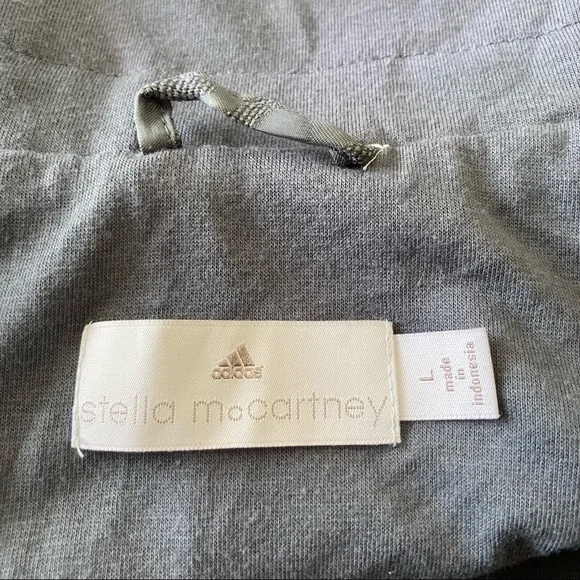 adidas
stella mccartney
L
made
in
indonesia